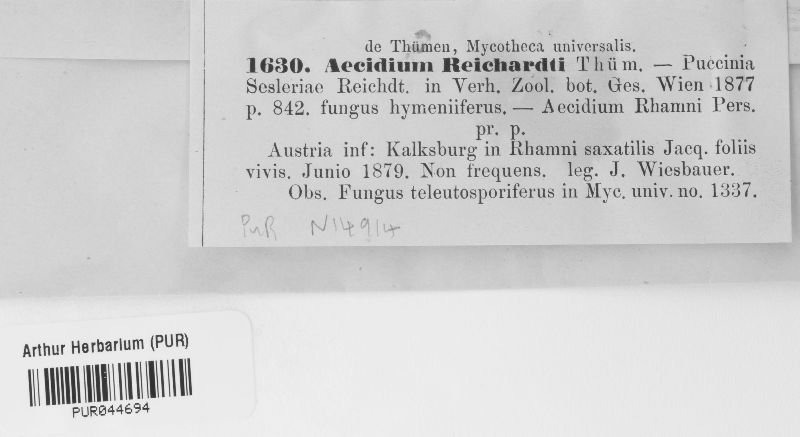 de Thümen, Mycotheca universalis.
1630. Aecidium Reichardti Thüm. — Puccinia
Sesleriae Reichdt. in Verh. Zool. bot. Ges. Wien 1877
p. 842. fungus hymeniiferus. — Aecidium Rhamni Pers.
pr. p.
Austria inf: Kalksburg in Rhamni saxatilis Jacq. foliis
vivis. Junio 1879. Non frequens. leg. J. Wiesbauer.
Obs. Fungus teleutosporiferus in Myc. univ. no. 1337.
PUR N14914
Arthur Herbarium (PUR)
PUR044694